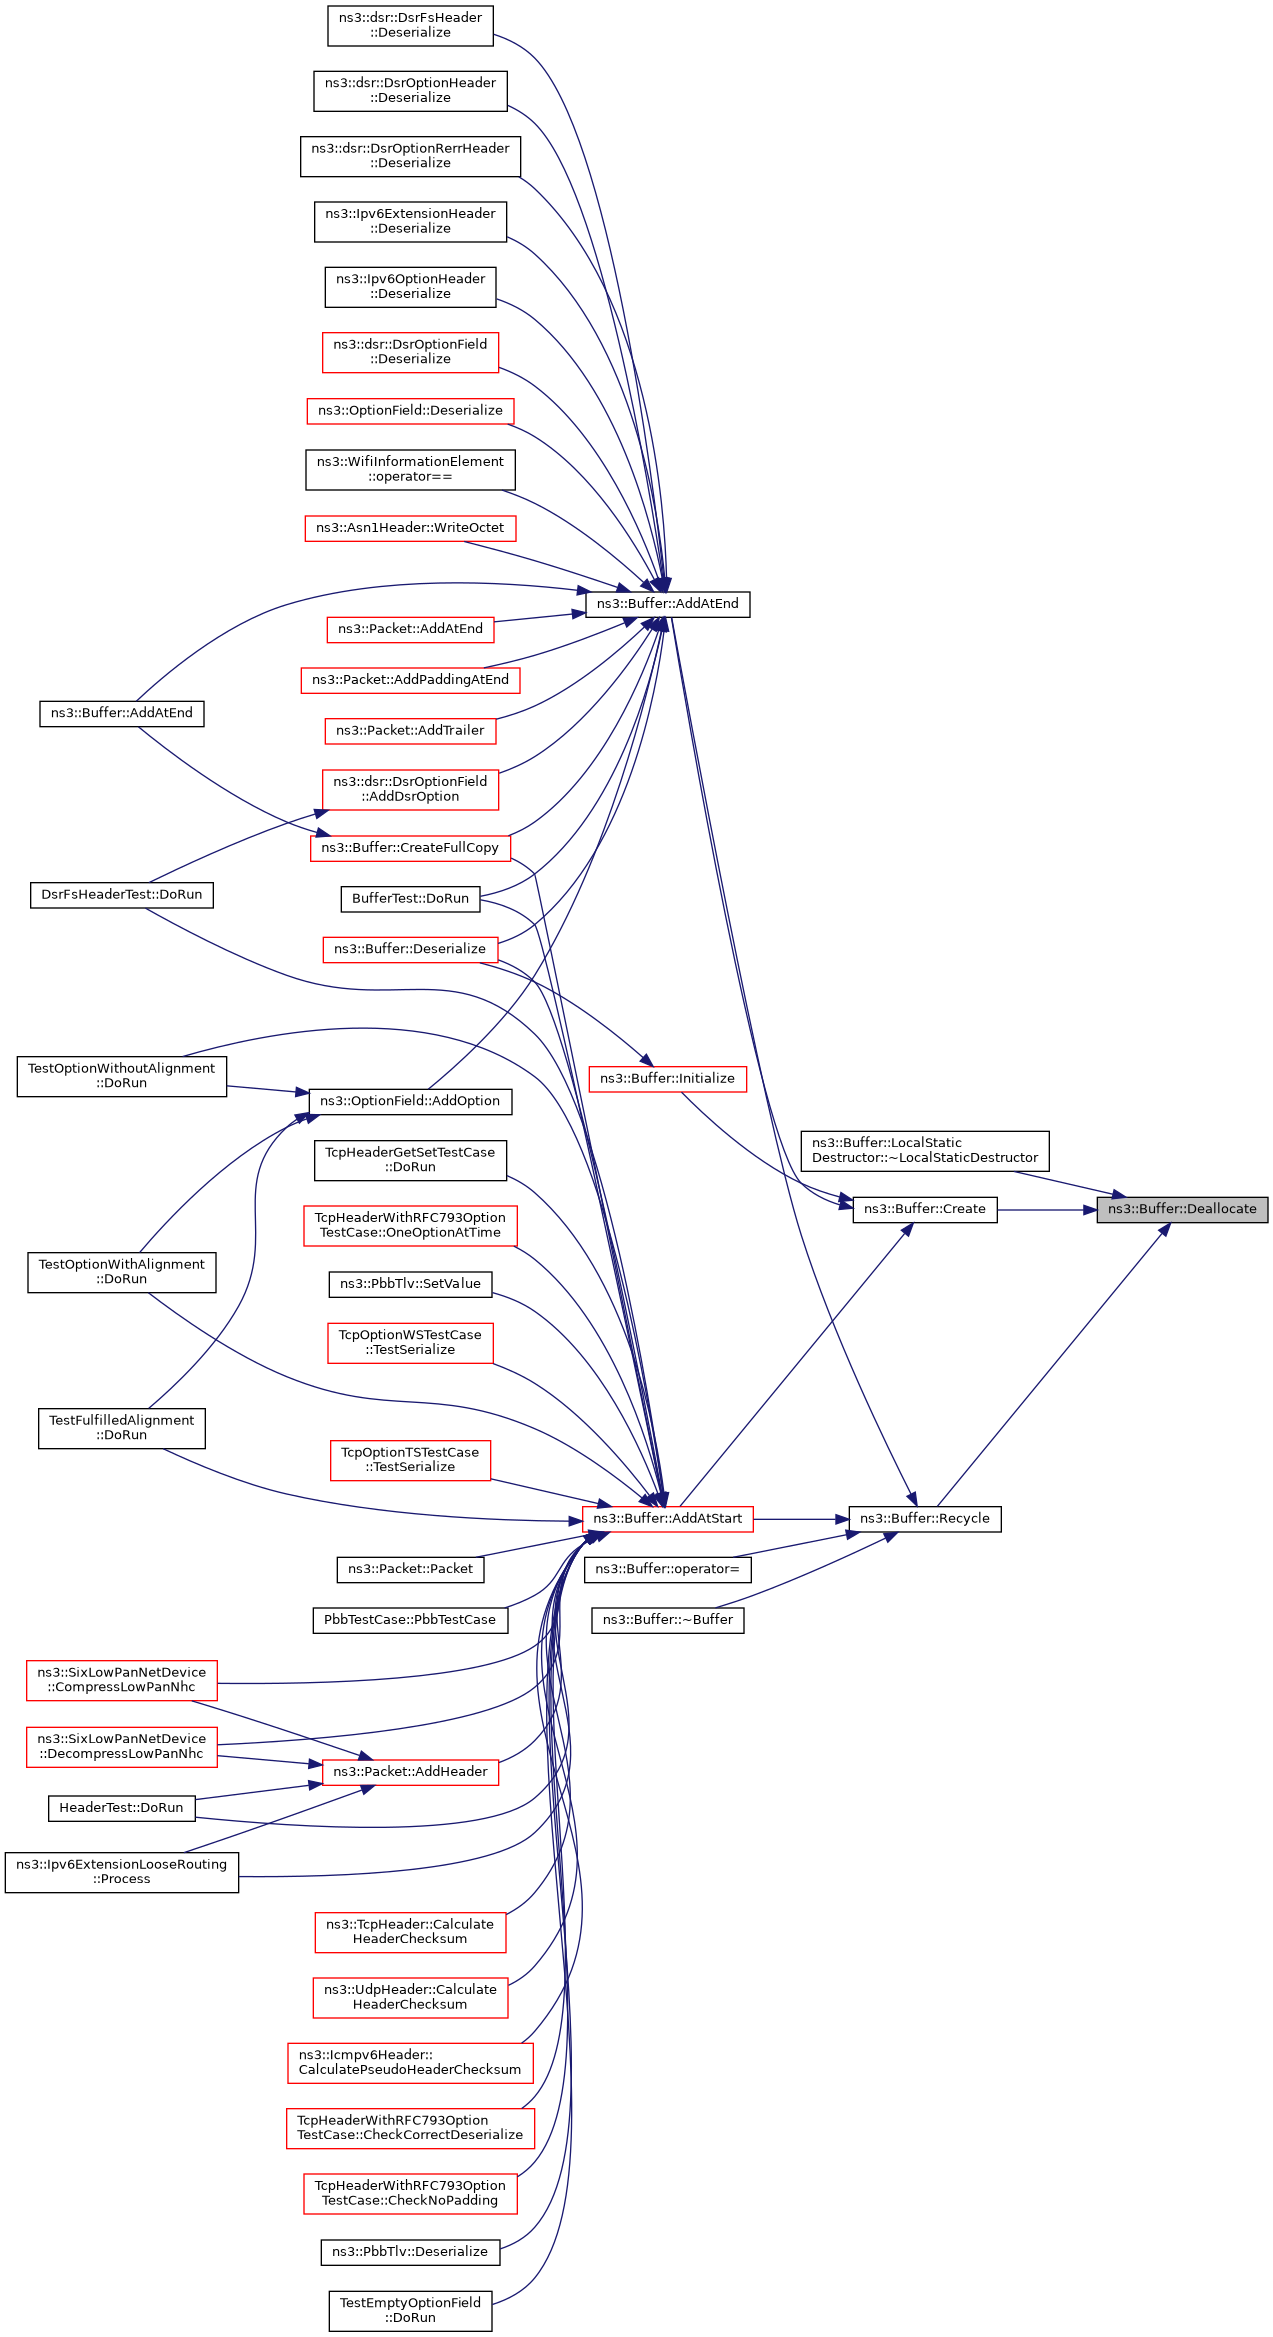 ns3::dsr::DsrFsHeader
::Deserialize
ns3::dsr::DsrOptionHeader
::Deserialize
ns3::dsr::DsrOptionRerrHeader
::Deserialize
ns3::Ipv6ExtensionHeader
::Deserialize
ns3::Ipv6OptionHeader
::Deserialize
ns3::dsr::DsrOptionField
::Deserialize
ns3::OptionField::Deserialize
ns3::WifiInformationElement
::operator==
ns3::Asn1Header::WriteOctet
ns3::Buffer::AddAtEnd
ns3::Packet::AddAtEnd
ns3::Packet::AddPaddingAtEnd
ns3::Buffer::AddAtEnd
ns3::Packet::AddTrailer
ns3::dsr::DsrOptionField
::AddDsrOption
ns3::Buffer::CreateFullCopy
DsrFsHeaderTest::DoRun
BufferTest::DoRun
ns3::Buffer::Deserialize
TestOptionWithoutAlignment
::DoRun
ns3::Buffer::Initialize
ns3::OptionField::AddOption
ns3::Buffer::LocalStatic
Destructor::~LocalStaticDestructor
TcpHeaderGetSetTestCase
::DoRun
ns3::Buffer::Create
ns3::Buffer::Deallocate
TcpHeaderWithRFC793Option
TestCase::OneOptionAtTime
TestOptionWithAlignment
::DoRun
ns3::PbbTlv::SetValue
TcpOptionWSTestCase
::TestSerialize
TestFulfilledAlignment
::DoRun
TcpOptionTSTestCase
::TestSerialize
ns3::Buffer::AddAtStart
ns3::Buffer::Recycle
ns3::Packet::Packet
ns3::Buffer::operator=
PbbTestCase::PbbTestCase
ns3::Buffer::~Buffer
ns3::SixLowPanNetDevice
::CompressLowPanNhc
ns3::SixLowPanNetDevice
::DecompressLowPanNhc
ns3::Packet::AddHeader
HeaderTest::DoRun
ns3::Ipv6ExtensionLooseRouting
::Process
ns3::TcpHeader::Calculate
HeaderChecksum
ns3::UdpHeader::Calculate
HeaderChecksum
ns3::Icmpv6Header::
CalculatePseudoHeaderChecksum
TcpHeaderWithRFC793Option
TestCase::CheckCorrectDeserialize
TcpHeaderWithRFC793Option
TestCase::CheckNoPadding
ns3::PbbTlv::Deserialize
TestEmptyOptionField
::DoRun